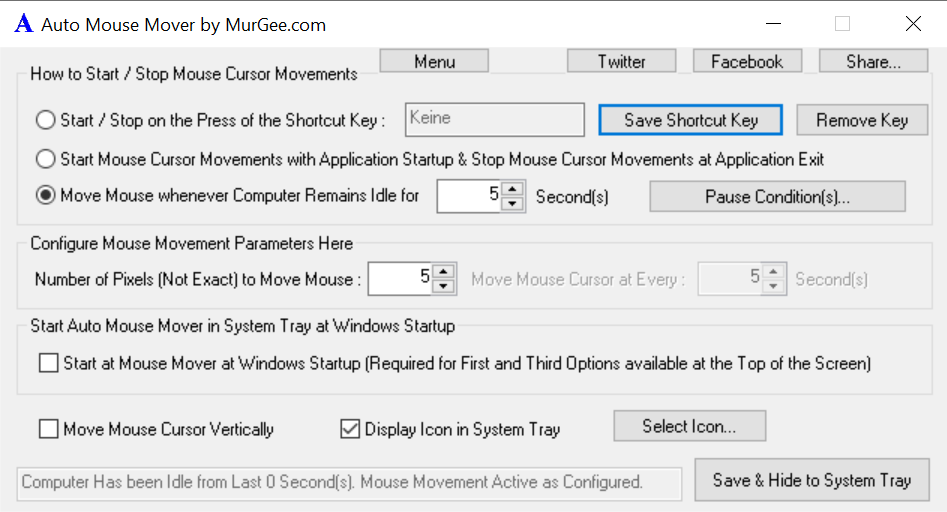 A Auto Mouse Mover by MurGee.com
Menu Twitter Facebook Share...
How to Start / Stop Mouse Cursor Movements
Start / Stop on the Press of the Shortcut Key : Keine Save Shortcut Key Remove Key
Start Mouse Cursor Movements with Application Startup & Stop Mouse Cursor Movements at Application Exit
Move Mouse whenever Computer Remains Idle for 5 Second(s) Pause Condition(s)...
Configure Mouse Movement Parameters Here
Number of Pixels (Not Exact) to Move Mouse : 5 Move Mouse Cursor at Every : 5 Second(s)
Start Auto Mouse Mover in System Tray at Windows Startup
Start at Mouse Mover at Windows Startup (Required for First and Third Options available at the Top of the Screen)
Move Mouse Cursor Vertically Display Icon in System Tray Select Icon...
Computer Has been Idle from Last 0 Second(s). Mouse Movement Active as Configured. Save & Hide to System Tray